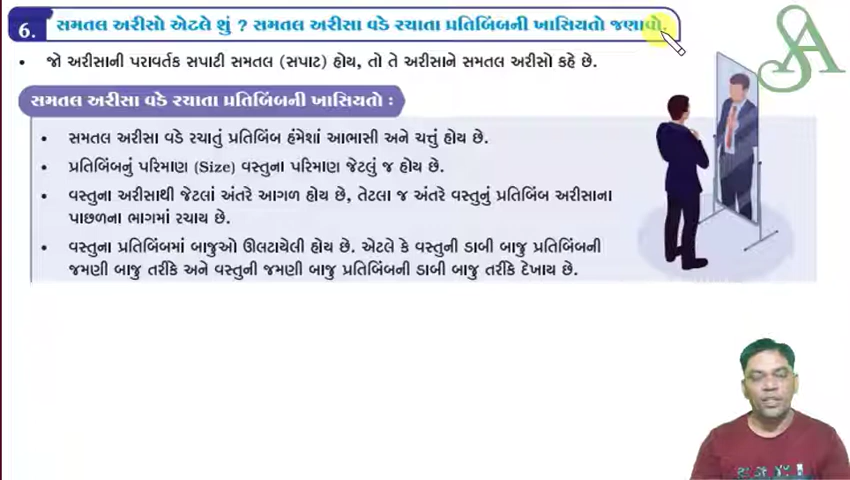 6. સમતલ અરીસો એટલે શું ? સમતલ અરીસા વડે રચાતા પ્રતિબિંબની ખાસિયતો જણાવો.
• જો અરીસાની પરાવર્તક સપાટી સમતલ (સપાટ) હોય, તો તે અરીસાને સમતલ અરીસો કહે છે.
સમતલ અરીસા વડે રચાતા પ્રતિબિંબની ખાસિયતો :
• સમતલ અરીસા વડે રચાતું પ્રતિબિંબ હંમેશાં આભાસી અને ચત્તું હોય છે.
• પ્રતિબિંબનું પરિમાણ (Size) વસ્તુના પરિમાણ જેટલું જ હોય છે.
• વસ્તુના અરીસાથી જેટલાં અંતરે આગળ હોય છે, તેટલા જ અંતરે વસ્તુનું પ્રતિબિંબ અરીસાના
પાછળના ભાગમાં રચાય છે.
• વસ્તુના પ્રતિબિંબમાં બાજુઓ ઊલટાયેલી હોય છે. એટલે કે વસ્તુની ડાબી બાજુ પ્રતિબિંબની
જમણી બાજુ તરીકે અને વસ્તુની જમણી બાજુ પ્રતિબિંબની ડાબી બાજુ તરીકે દેખાય છે.